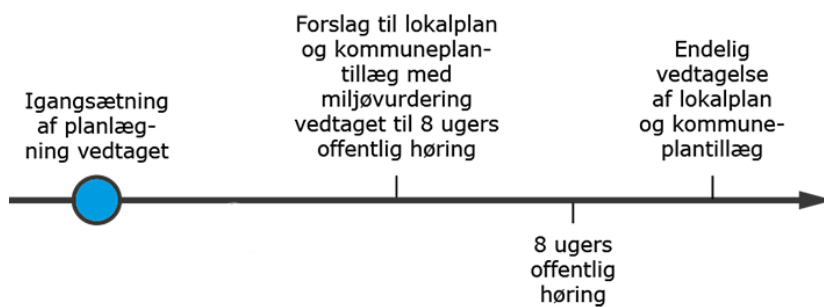 Igangsætning
af planlæg-
ning vedtaget
Forslag til lokalplan
og kommuneplan-
tillæg med
miljøvurdering
vedtaget til 8 ugers
offentlig høring
8 ugers
offentlig
høring
Endelig
vedtagelse
af lokalplan
og kommune-
plantillæg